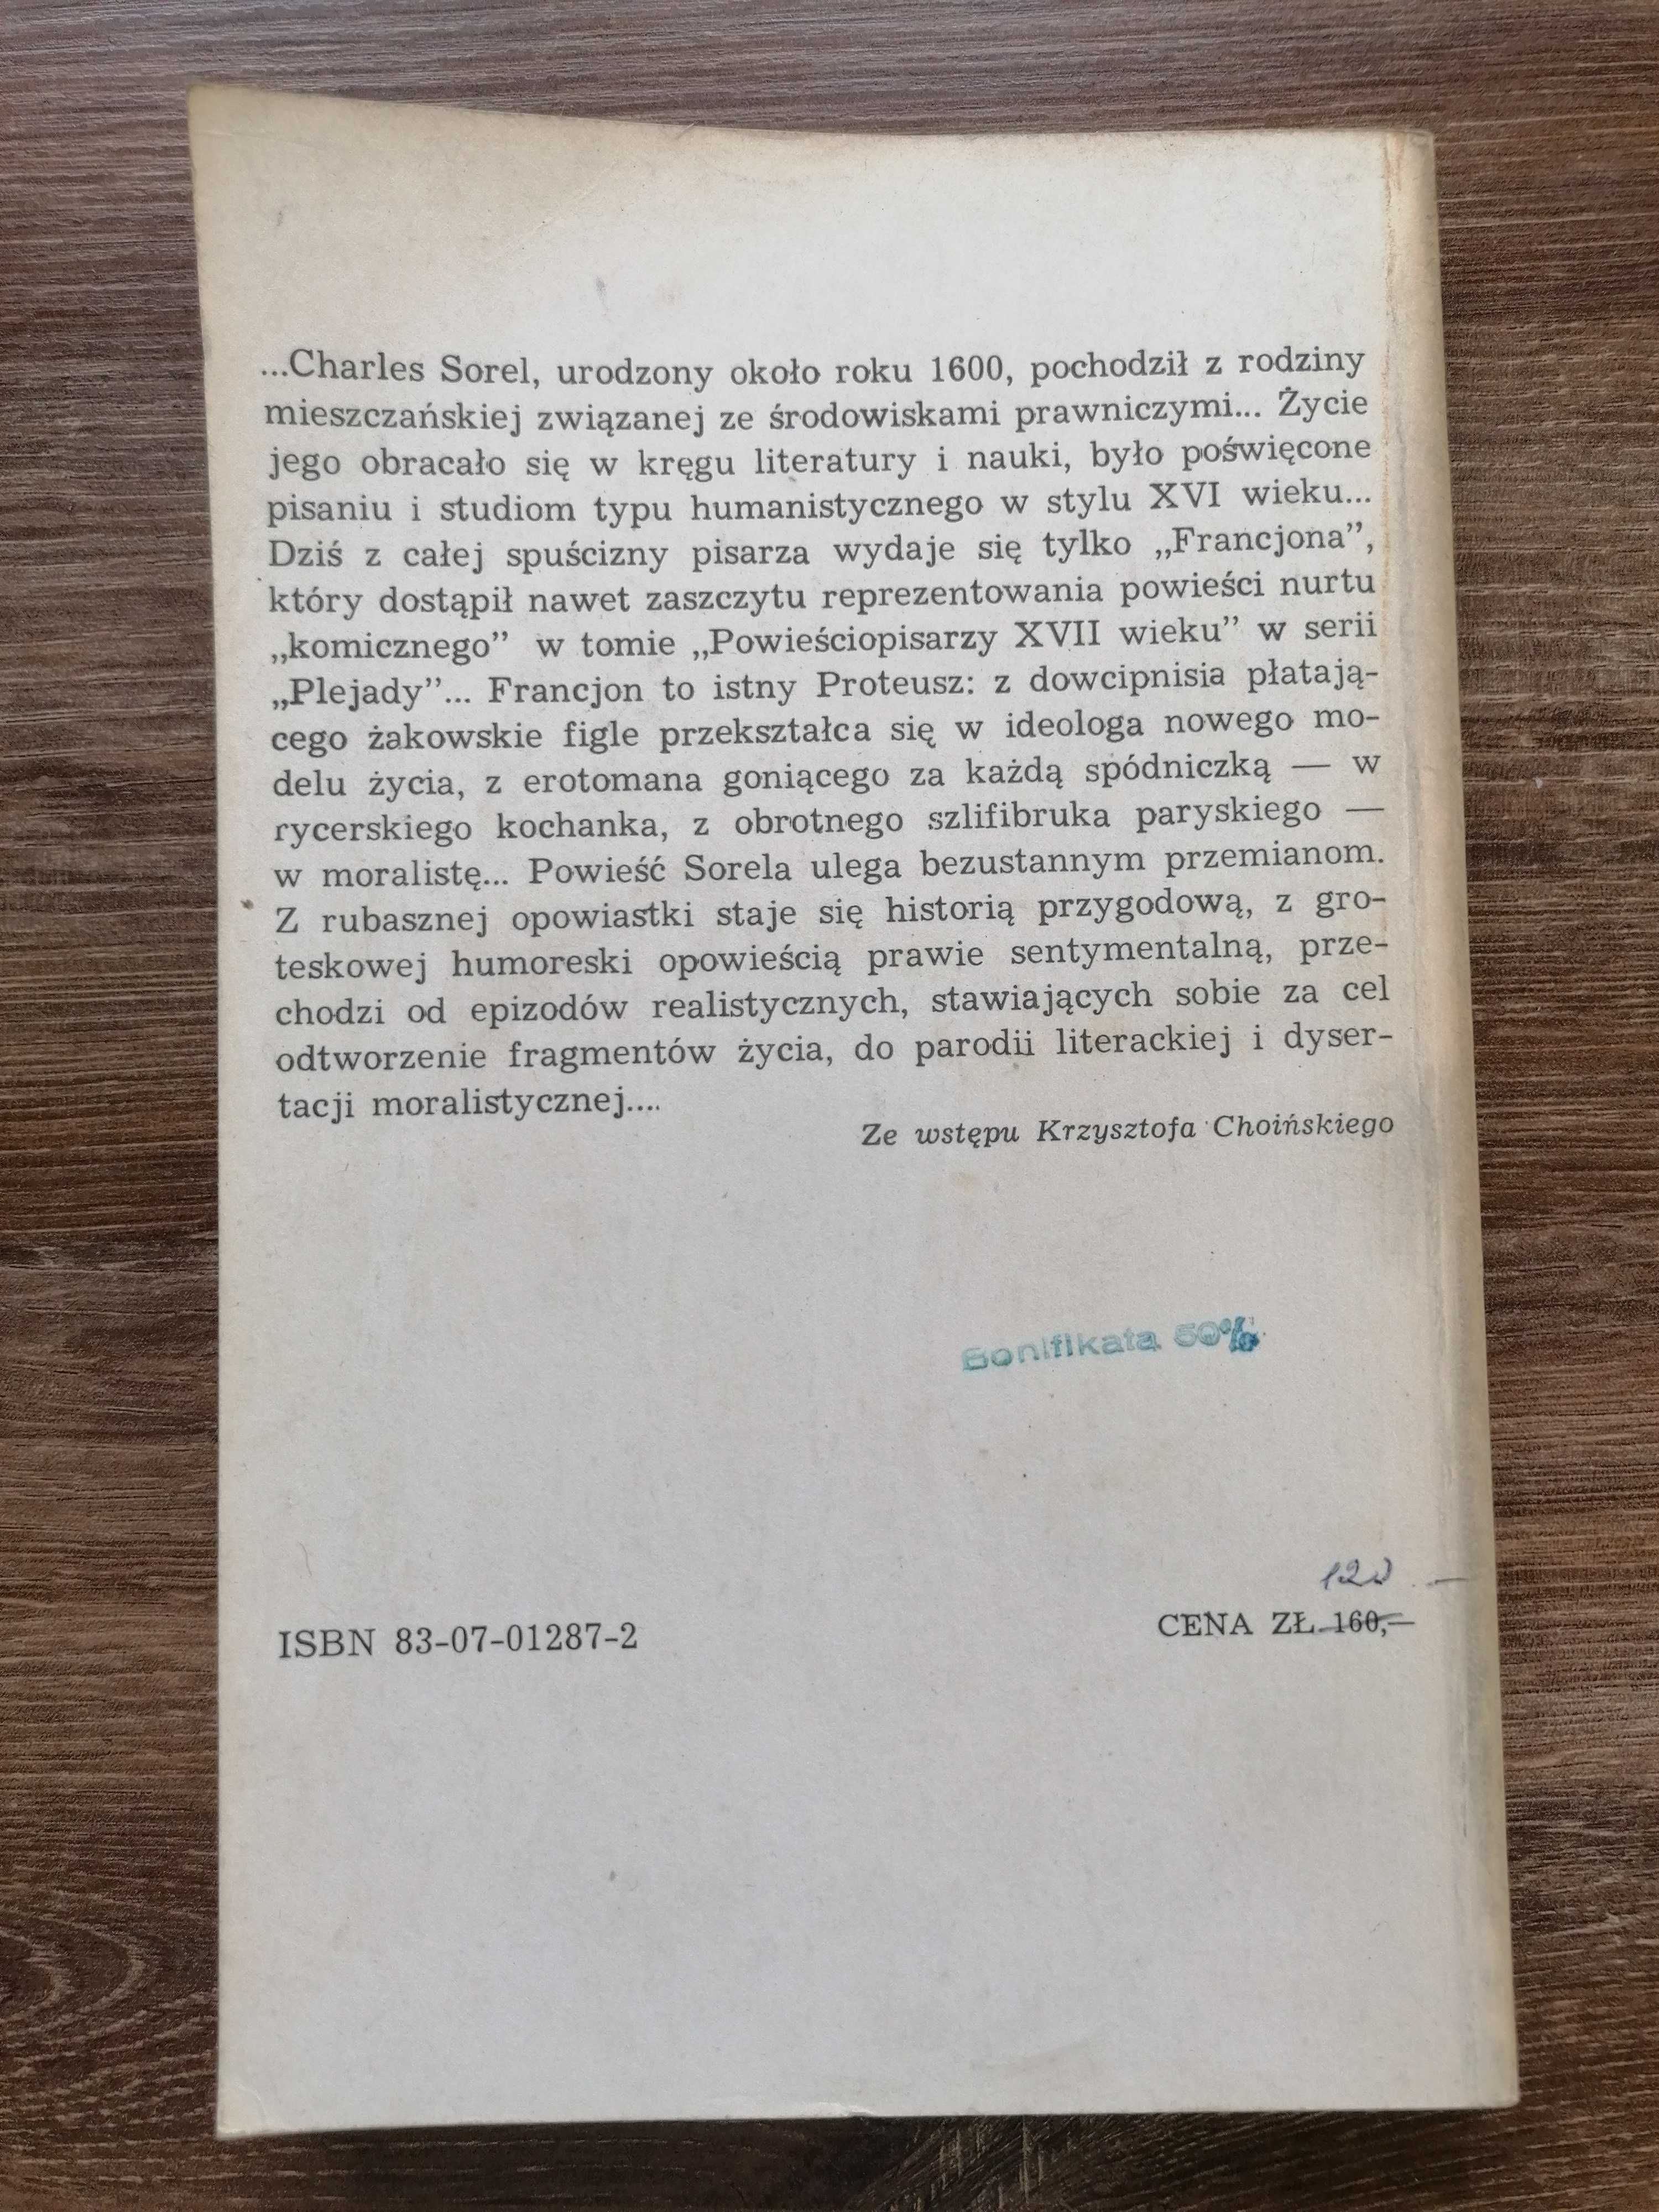 ...Charles Sorel, urodzony około roku 1600, pochodził z rodziny
mieszczańskiej związanej ze środowiskami prawniczymi... Życie
jego obracało się w kręgu literatury i nauki, było poświęcone
pisaniu i studiom typu humanistycznego w stylu XVI wieku...
Dziś z całej spuścizny pisarza wydaje się tylko „Francjona”,
który dostąpił nawet zaszczytu reprezentowania powieści nurtu
„komicznego” w tomie „Powieściopisarzy XVII wieku” w serii
„Plejady”... Francjon to istny Proteusz: z dowcipnisia płatają-
cego żakowskie figle przekształca się w ideologa nowego mo-
delu życia, z erotomana goniącego za każdą spódniczką — w
rycerskiego kochanka, z obrotnego szlifibruka paryskiego —
w moralistę... Powieść Sorela ulega bezustannym przemianom.
Z rubasznej opowiastki staje się historią przygodową, z gro-
teskowej humoreski opowieścią prawie sentymentalną, prze-
chodzi od epizodów realistycznych, stawiających sobie za cel
odtworzenie fragmentów życia, do parodii literackiej i dyser-
tacji moralistycznej....
Ze wstępu Krzysztofa Choińskiego
Bonifikata 50%
120.—
ISBN 83-07-01287-2
CENA ZŁ 160,—